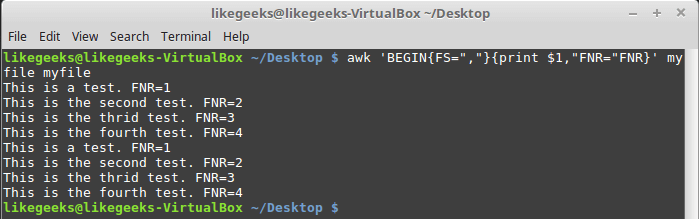 likegeeks@likegeeks-VirtualBox ~/Desktop
File Edit View Search Terminal Help
likegeeks@likegeeks-VirtualBox ~/Desktop $ awk 'BEGIN{FS=","}{print $1,"FNR="FNR}' my
file myfile
This is a test. FNR=1
This is the second test. FNR=2
This is the thrid test. FNR=3
This is the fourth test. FNR=4
This is a test. FNR=1
This is the second test. FNR=2
This is the thrid test. FNR=3
This is the fourth test. FNR=4
likegeeks@likegeeks-VirtualBox ~/Desktop $